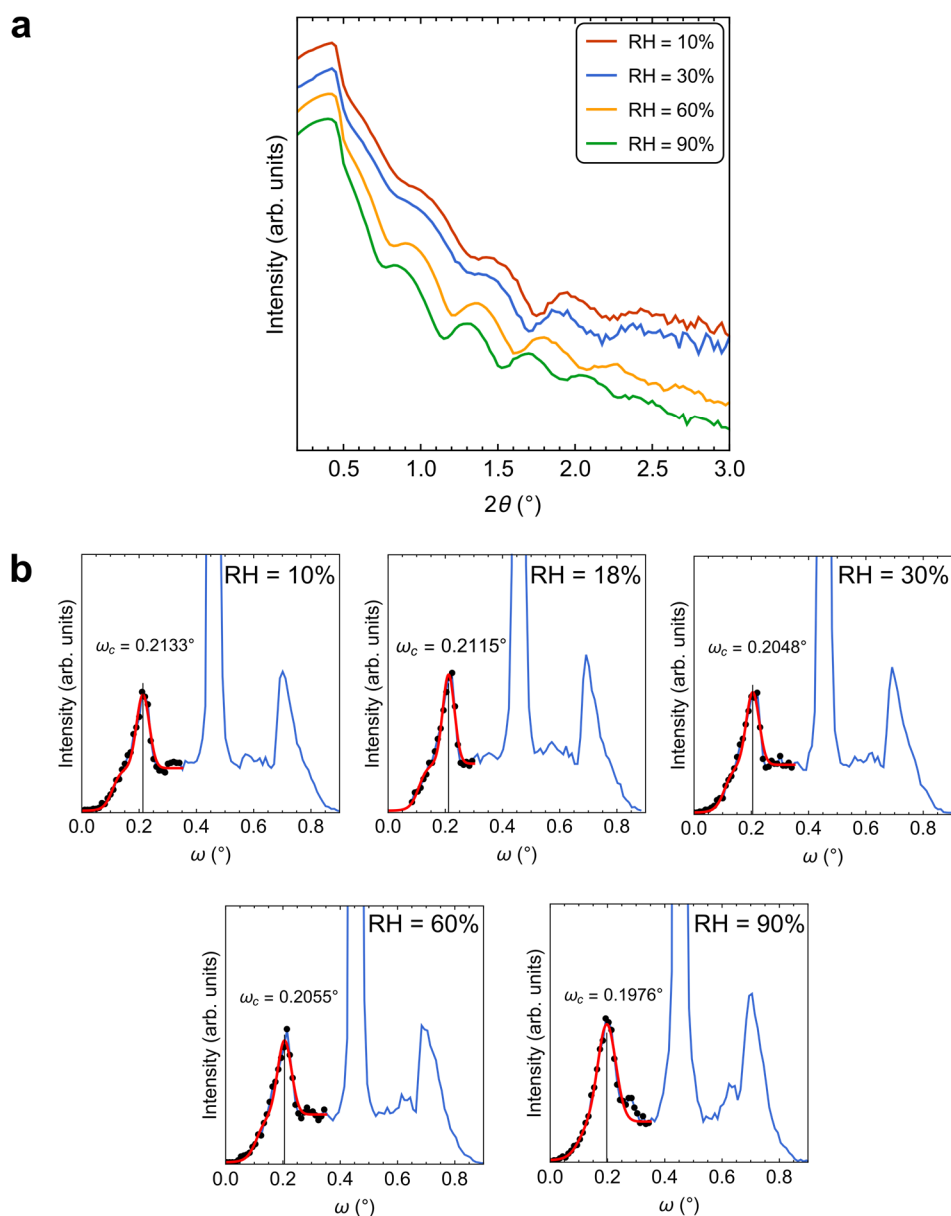 a
RH = 10%
RH = 30%
RH = 60%
RH = 90%
Intensity (arb. units)
0.5 1.0 1.5 2.0 2.5 3.0
2θ (°)
b
RH = 10%
ω_c = 0.2133°
Intensity (arb. units)
0.0 0.2 0.4 0.6 0.8
ω (°)
RH = 18%
ω_c = 0.2115°
Intensity (arb. units)
0.0 0.2 0.4 0.6 0.8
ω (°)
RH = 30%
ω_c = 0.2048°
Intensity (arb. units)
0.0 0.2 0.4 0.6 0.8
ω (°)
RH = 60%
ω_c = 0.2055°
Intensity (arb. units)
0.0 0.2 0.4 0.6 0.8
ω (°)
RH = 90%
ω_c = 0.1976°
Intensity (arb. units)
0.0 0.2 0.4 0.6 0.8
ω (°)